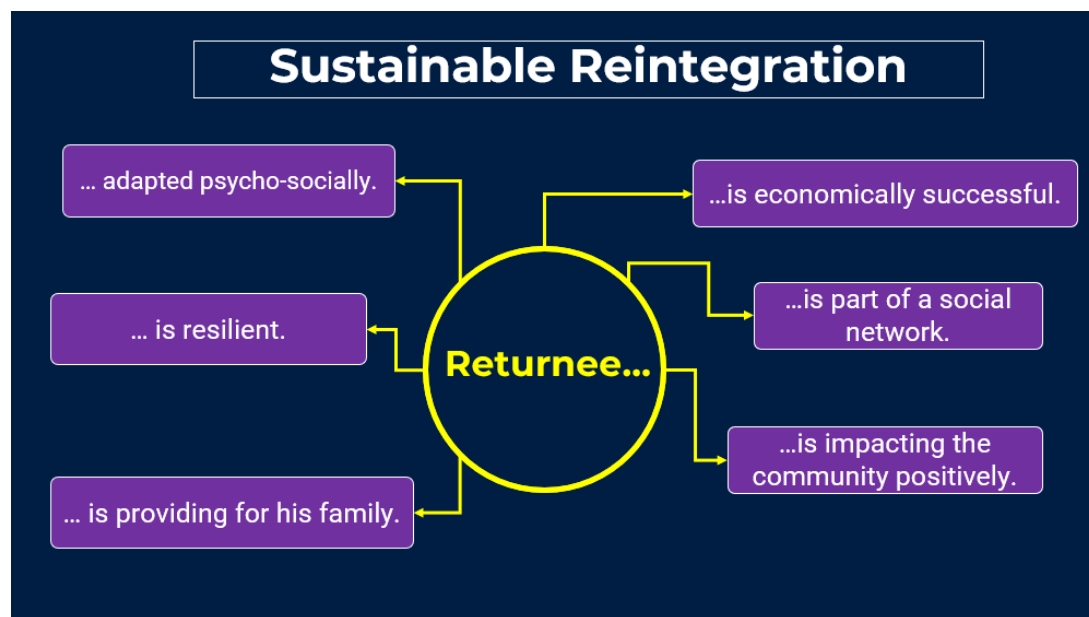 Sustainable Reintegration
… adapted psycho-socially.
…is economically successful.
… is resilient.
…is part of a social
network.
Returnee…
…is impacting the
community positively.
… is providing for his family.